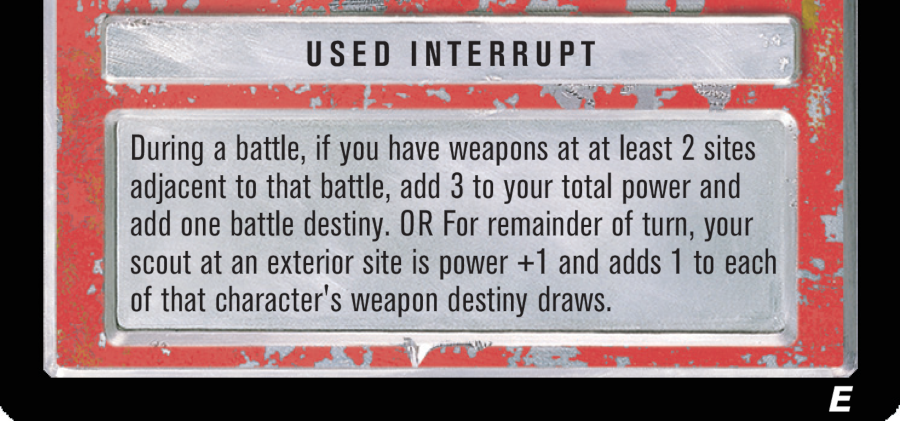 USED INTERRUPT
During a battle, if you have weapons at at least 2 sites
adjacent to that battle, add 3 to your total power and
add one battle destiny. OR For remainder of turn, your
scout at an exterior site is power +1 and adds 1 to each
of that character's weapon destiny draws.
E